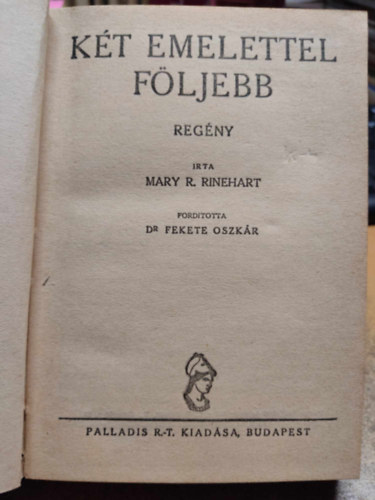 KÉT EMELETTEL
FÖLJEBB
REGÉNY
IRTA
MARY R. RINEHART
FORDITOTTA
DR FEKETE OSZKÁR
PALLADIS R.-T. KIADÁSA, BUDAPEST